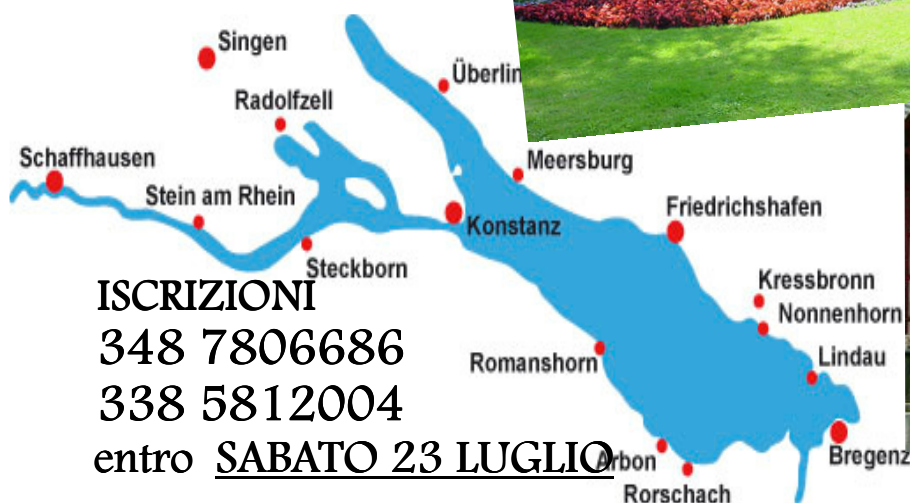 Singen
Überlin
Radolfzell
Schaffhausen
Meersburg
Stein am Rhein
Friedrichshafen
Konstanz
Steckborn
Kressbronn
Nonnenhorn
Lindau
Romanshorn
Bregenz
Arbon
Rorschach
ISCRIZIONI
348 7806686
338 5812004
entro SABATO 23 LUGLIO